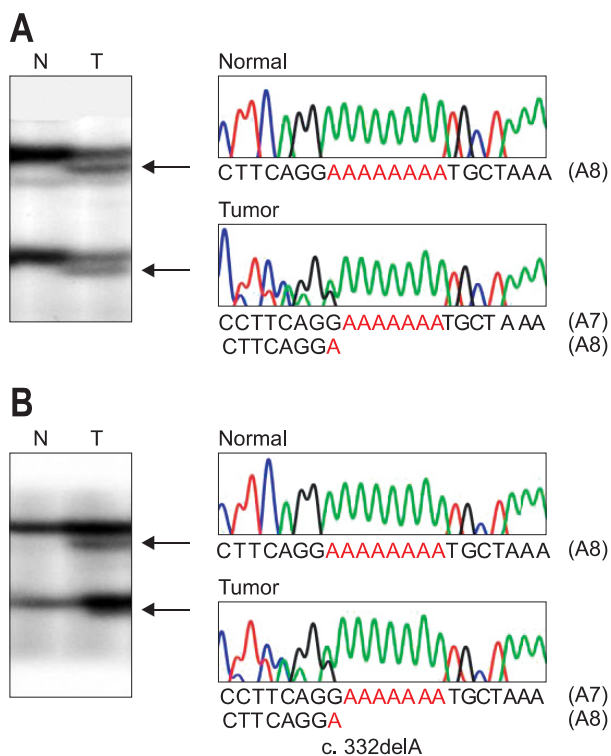 A
N T
Normal
CTTCAGGAAAAAAAATGCTAAA (A8)
Tumor
CCTTCAGGAAAAAAATGCTAAA (A7)
CTTCAGGA (A8)
B
N T
Normal
CTTCAGGAAAAAAAATGCTAAA (A8)
Tumor
CCTTCAGGAAAAAAATGCTAAA (A7)
CTTCAGGA (A8)
c. 332delA